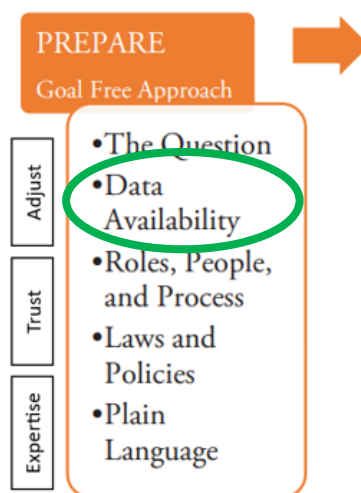 PREPARE
Goal Free Approach
•The Question
•Data
Availability
•Roles, People,
and Process
•Laws and
Policies
•Plain
Language
Adjust
Trust
Expertise